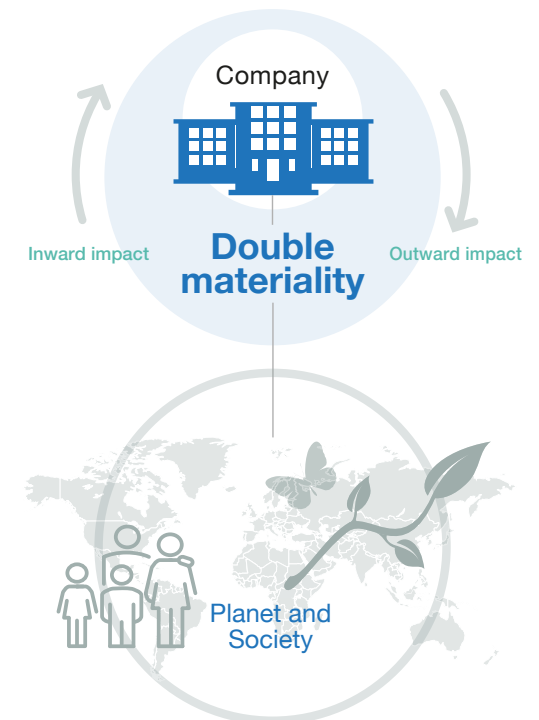 Company
Inward impact
Double
materiality
Outward impact
Planet and
Society